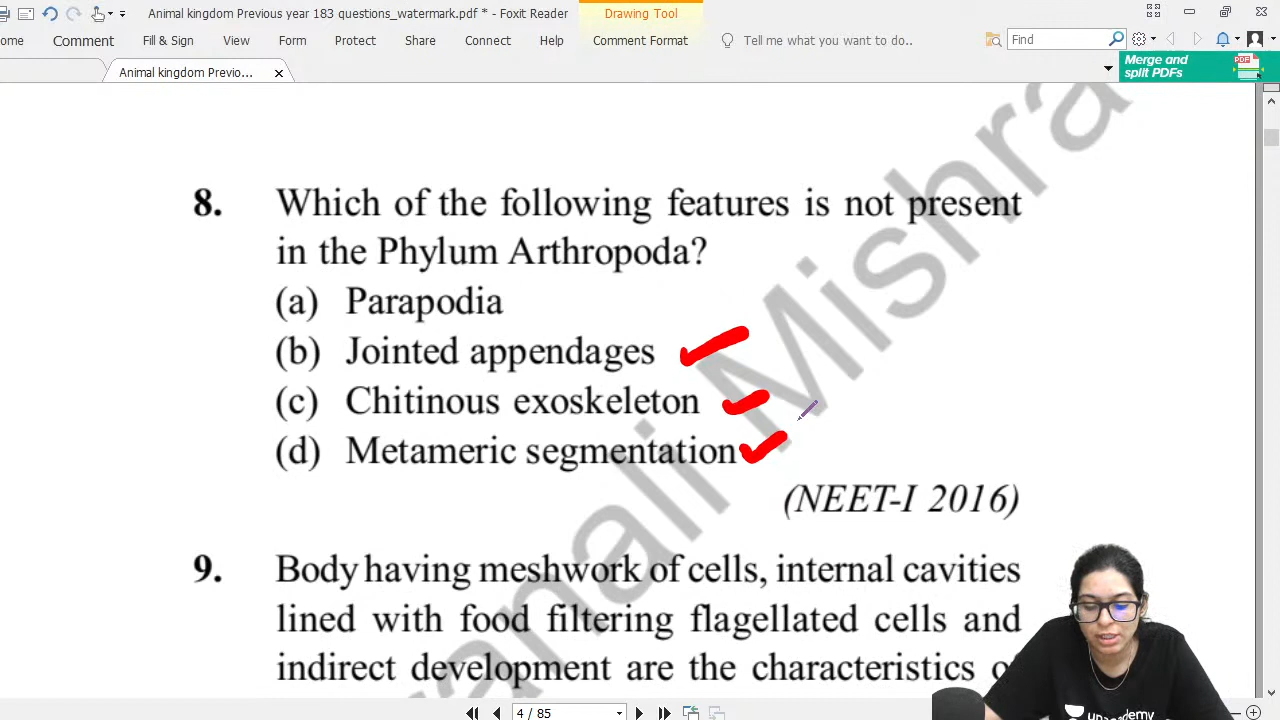 Animal kingdom Previous year 183 questions_watermark.pdf * - Foxit Reader
Drawing Tool
ome Comment Fill & Sign View Form Protect Share Connect Help Comment Format Tell me what you want to do.. Find
Animal kingdom Previo...
Merge and
split PDFs
PDF
8. Which of the following features is not present
in the Phylum Arthropoda?
(a) Parapodia
(b) Jointed appendages
(c) Chitinous exoskeleton
(d) Metameric segmentation
(NEET-I 2016)
9. Body having meshwork of cells, internal cavities
lined with food filtering flagellated cells and
indirect development are the characteristics o
anali Mishra
4 / 85